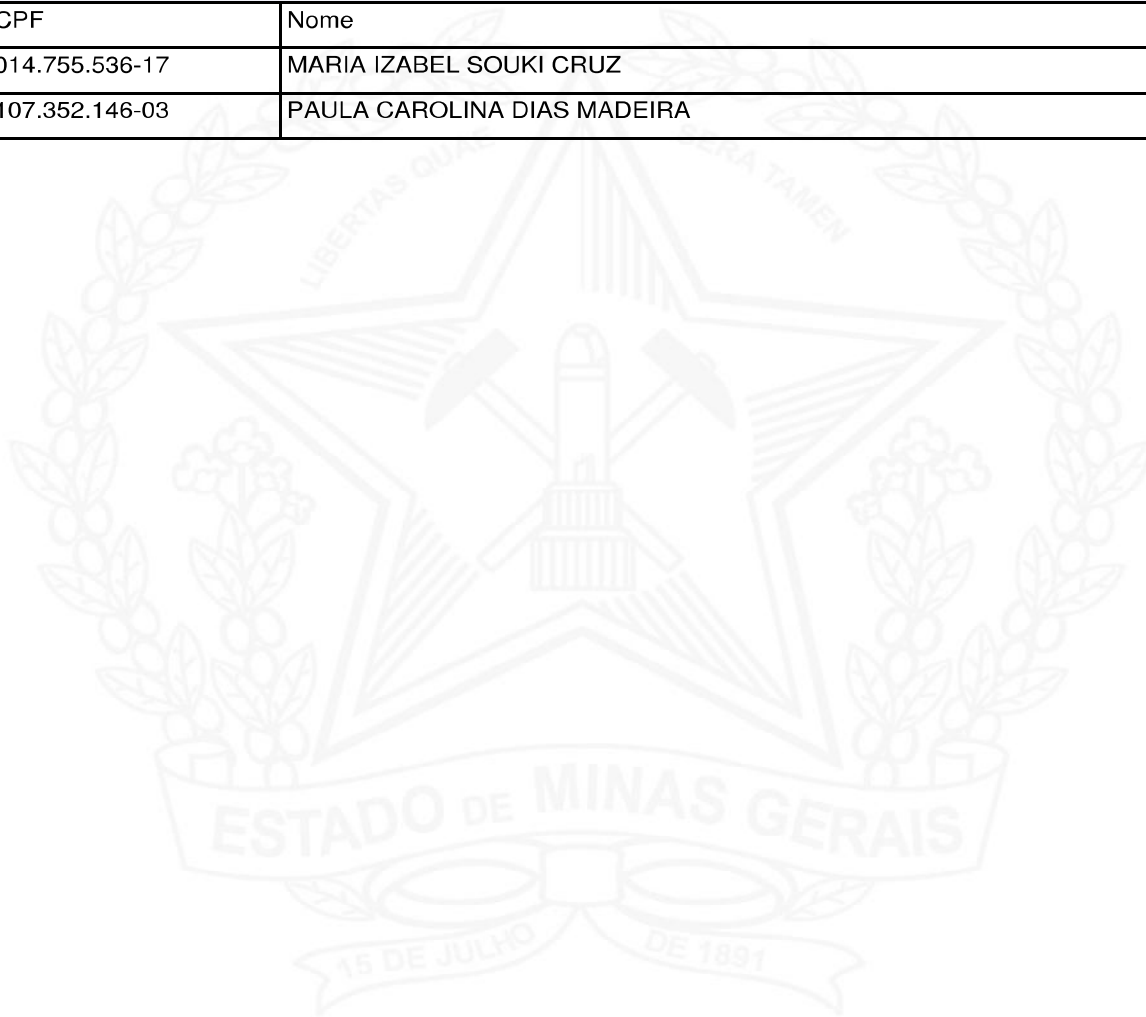 CPF Nome
014.755.536-17 MARIA IZABEL SOUKI CRUZ
107.352.146-03 PAULA CAROLINA DIAS MADEIRA
LIBERTAS QUAE SERA TAMEN
ESTADO DE MINAS GERAIS
15 DE JULHO DE 1891